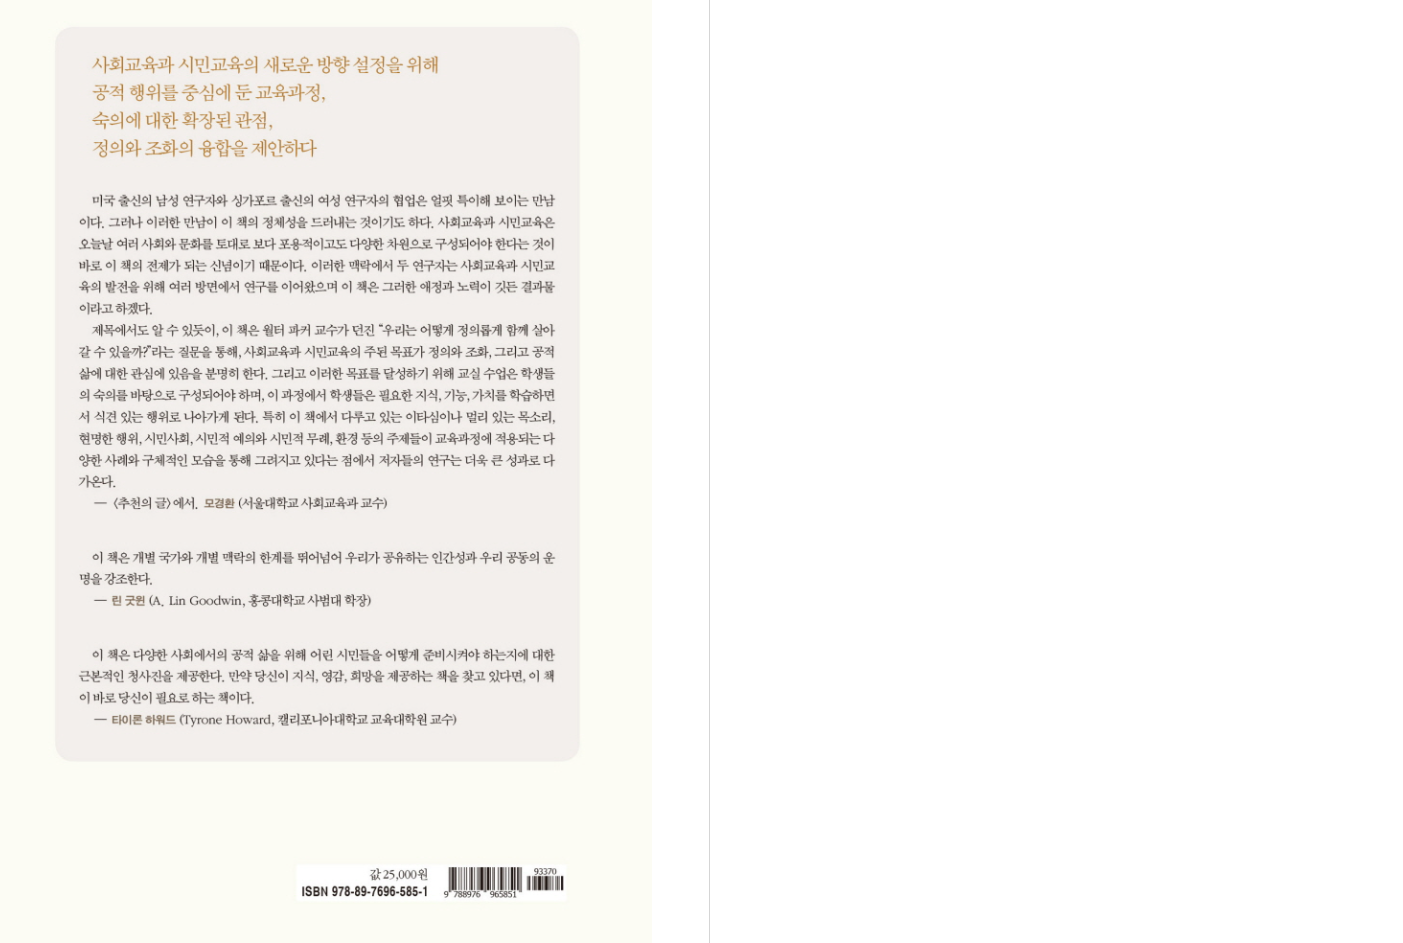 사회교육과 시민교육의 새로운 방향 설정을 위해
공적 행위를 중심에 둔 교육과정,
숙의에 대한 확장된 관점,
정의와 조화의 융합을 제안하다
미국 출신의 남성 연구자와 싱가포르 출신의 여성 연구자의 협업은 얼핏 특이해 보이는 만남
이다. 그러나 이러한 만남이 이 책의 정체성을 드러내는 것이기도 하다. 사회교육과 시민교육은
오늘날 여러 사회와 문화를 토대로 보다 포용적이고도 다양한 차원으로 구성되어야 한다는 것이
바로 이 책의 전제가 되는 신념이기 때문이다. 이러한 맥락에서 두 연구자는 사회교육과 시민교
육의 발전을 위해 여러 방면에서 연구를 이어왔으며 이 책은 그러한 애정과 노력이 깃든 결과물
이라고 하겠다.
제목에서도 알 수 있듯이, 이 책은 월터 파커 교수가 던진 “우리는 어떻게 정의롭게 함께 살아
갈 수 있을까?”라는 질문을 통해, 사회교육과 시민교육의 주된 목표가 정의와 조화, 그리고 공적
삶에 대한 관심에 있음을 분명히 한다. 그리고 이러한 목표를 달성하기 위해 교실 수업은 학생들
의 숙의를 바탕으로 구성되어야 하며, 이 과정에서 학생들은 필요한 지식, 기능, 가치를 학습하면
서 식견 있는 행위로 나아가게 된다. 특히 이 책에서 다루고 있는 이타심이나 멀리 있는 목소리,
현명한 행위, 시민사회, 시민적 예의와 시민적 무례, 환경 등의 주제들이 교육과정에 적용되는 다
양한 사례와 구체적인 모습을 통해 그려지고 있다는 점에서 저자들의 연구는 더욱 큰 성과로 다
가온다.
— 〈추천의 글〉에서, 모경환 (서울대학교 사회교육과 교수)
이 책은 개별 국가와 개별 맥락의 한계를 뛰어넘어 우리가 공유하는 인간성과 우리 공동의 운
명을 강조한다.
— 린 굿윈 (A. Lin Goodwin, 홍콩대학교 사범대 학장)
이 책은 다양한 사회에서의 공적 삶을 위해 어린 시민들을 어떻게 준비시켜야 하는지에 대한
근본적인 청사진을 제공한다. 만약 당신이 지식, 영감, 희망을 제공하는 책을 찾고 있다면, 이 책
이 바로 당신이 필요로 하는 책이다.
— 타이론 하워드 (Tyrone Howard, 캘리포니아대학교 교육대학원 교수)
값 25,000원
ISBN 978-89-7696-585-1
93370
9 788976 965851